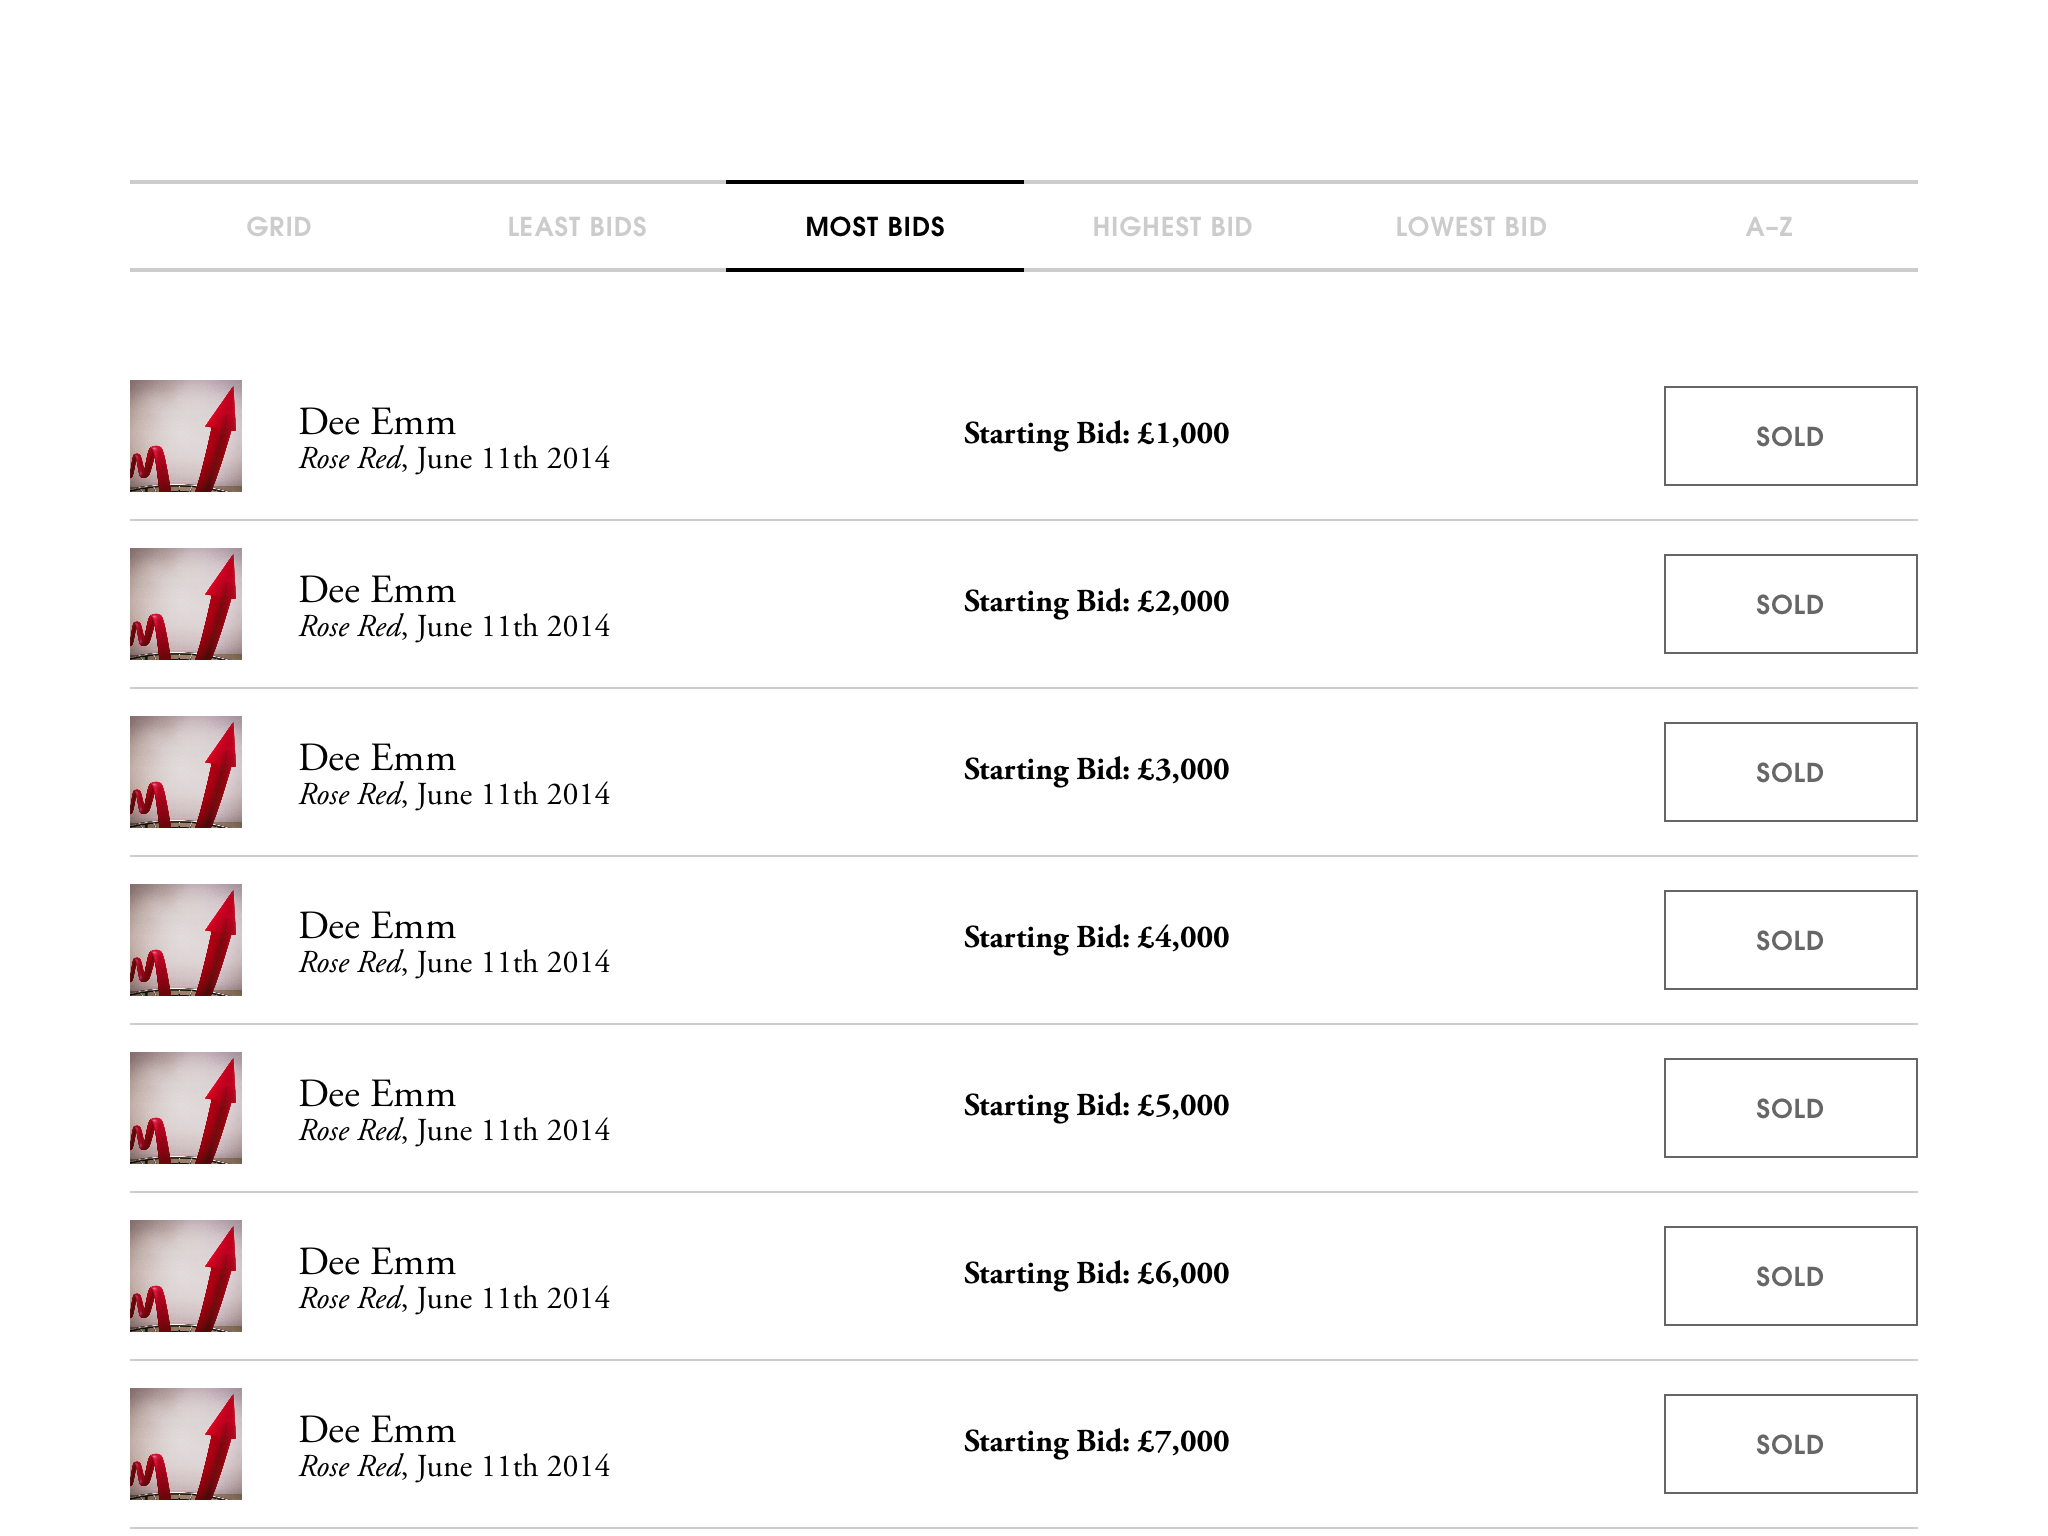 GRID
LEAST BIDS
MOST BIDS
HIGHEST BID
LOWEST BID
A–Z
Dee Emm
Rose Red, June 11th 2014
Starting Bid: £1,000
SOLD
Dee Emm
Rose Red, June 11th 2014
Starting Bid: £2,000
SOLD
Dee Emm
Rose Red, June 11th 2014
Starting Bid: £3,000
SOLD
Dee Emm
Rose Red, June 11th 2014
Starting Bid: £4,000
SOLD
Dee Emm
Rose Red, June 11th 2014
Starting Bid: £5,000
SOLD
Dee Emm
Rose Red, June 11th 2014
Starting Bid: £6,000
SOLD
Dee Emm
Rose Red, June 11th 2014
Starting Bid: £7,000
SOLD